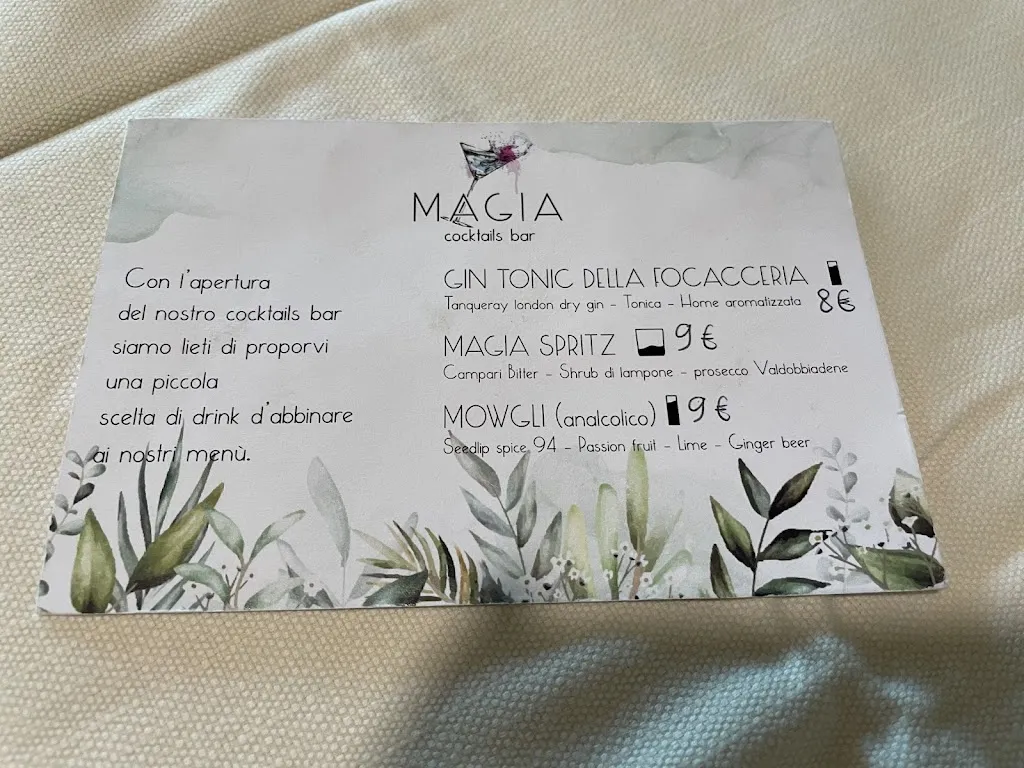 MAGIA
cocktails bar
Con l'apertura
del nostro cocktails bar
siamo lieti di proporvi
una piccola
scelta di drink d'abbinare
ai nostri menù.
GIN TONIC DELLA FOCACCERIA
Tanqueray london dry gin - Tonica - Home aromatizzata 8€
MAGIA SPRITZ 9€
Campari Bitter - Shrub di lampone - prosecco Valdobbiadene
MOWGLI (analcolico) 9€
Seedlip spice 94 - Passion fruit - Lime - Ginger beer